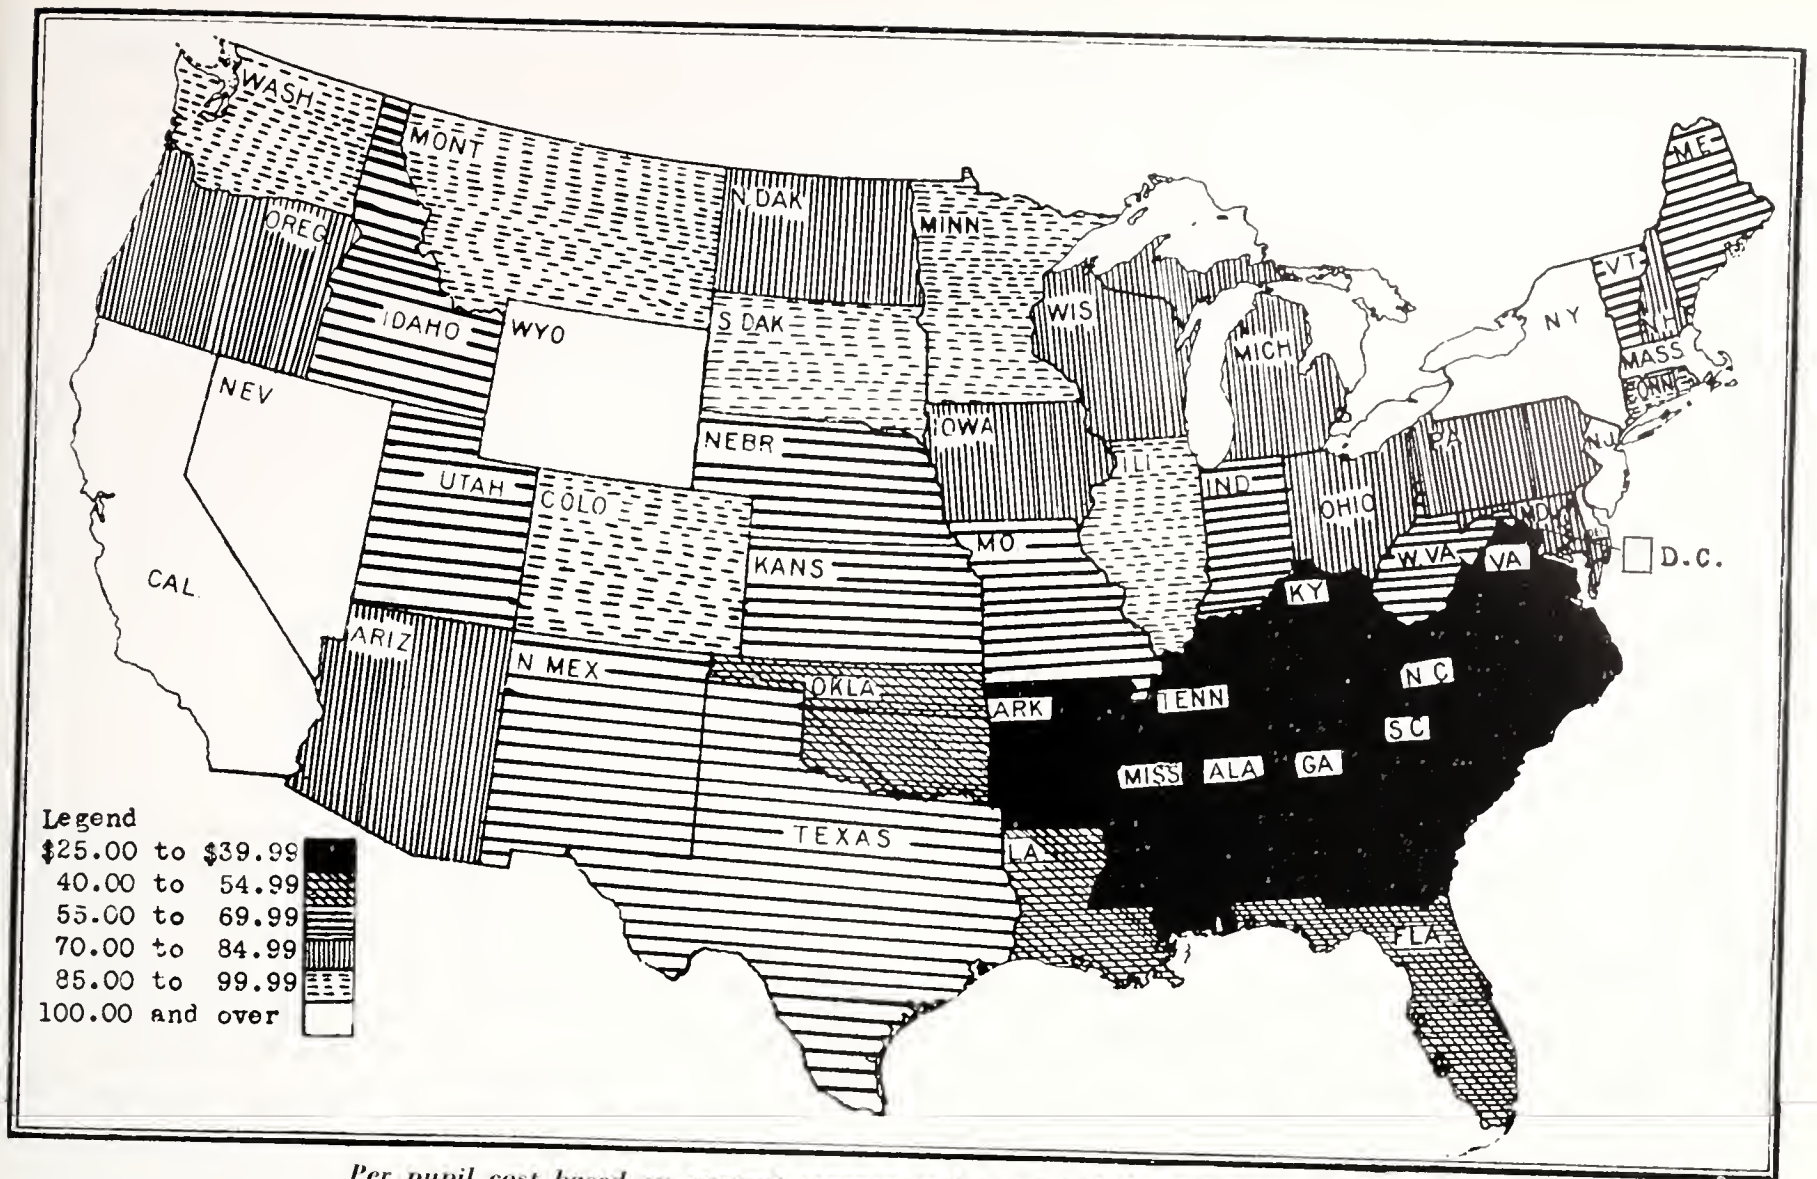 WASH
MONT
N DAK
MINN
OREG
IDAHO
WYO
S DAK
WIS
MICH
ME
VT
NH
NY
MASS
CONN
NEV
NEBR
IOWA
ILL
IND
OHIO
PA
NJ
UTAH
COLO
KANS
MO
W.VA
VA
MD
D.C.
CAL.
KY
ARIZ
N MEX
OKLA
ARK
TENN
N C
S C
MISS
ALA
GA
TEXAS
LA.
FLA
Legend
$25.00 to $39.99
40.00 to 54.99
55.00 to 69.99
70.00 to 84.99
85.00 to 99.99
100.00 and over
Per pupil cost based on